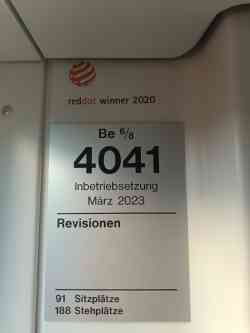 reddot winner 2020
Be 6/8
4041
Inbetriebsetzung
März 2023
Revisionen
91 Sitzplätze
188 Stehplätze